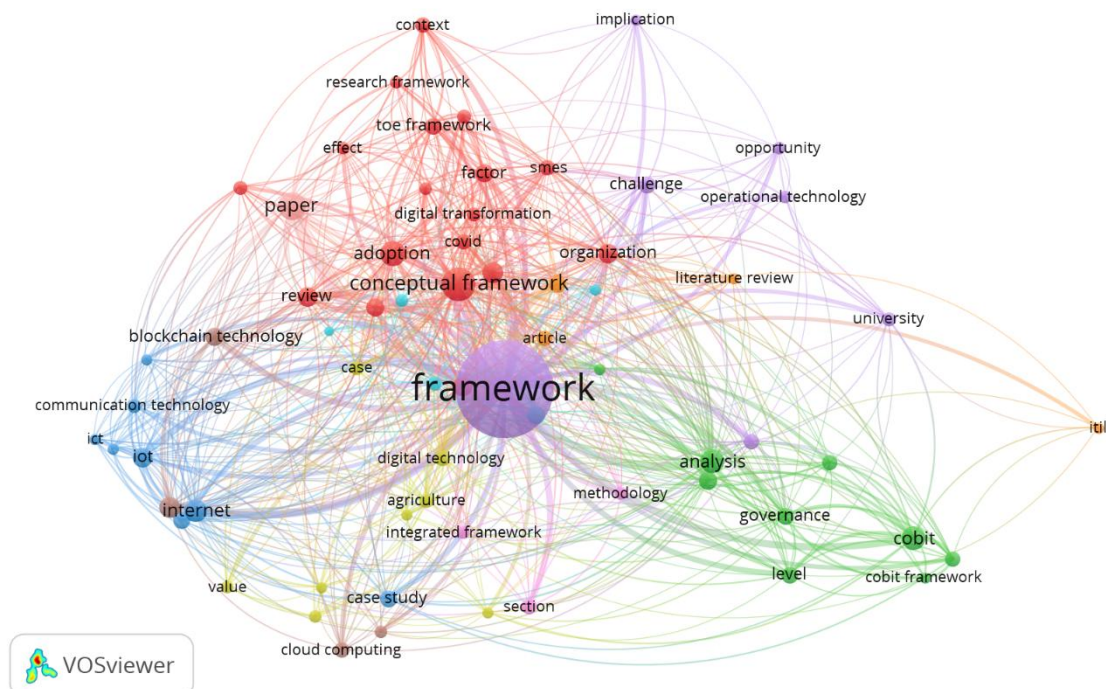 context
implication
research framework
toe framework
effect
opportunity
factor
smes
challenge
operational technology
paper
digital transformation
covid
adoption
organization
conceptual framework
literature review
review
university
blockchain technology
article
case
framework
communication technology
itil
ict
iot
digital technology
analysis
agriculture
methodology
internet
governance
integrated framework
cobit
level
cobit framework
value
case study
section
cloud computing
VOSviewer